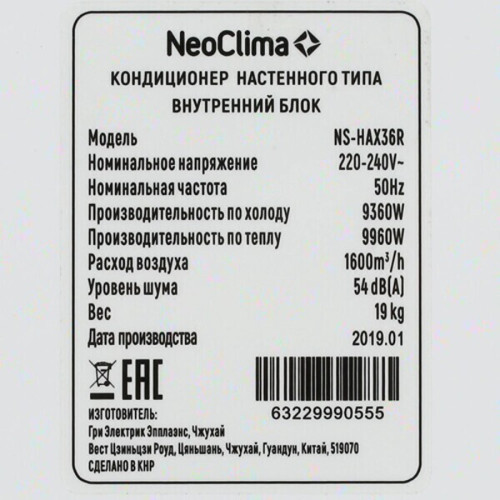 NeoClima
КОНДИЦИОНЕР НАСТЕННОГО ТИПА
ВНУТРЕННИЙ БЛОК
Модель NS-HAX36R
Номинальное напряжение 220-240V~
Номинальная частота 50Hz
Производительность по холоду 9360W
Производительность по теплу 9960W
Расход воздуха 1600m³/h
Уровень шума 54 dB(A)
Вес 19 kg
Дата производства 2019.01
EAC
63229990555
ИЗГОТОВИТЕЛЬ:
Гри Электрик Эпплаэнс, Чжухай
Вест Цзиньцзи Роуд, Цяньшань, Чжухай, Гуандун, Китай, 519070
СДЕЛАНО В КНР